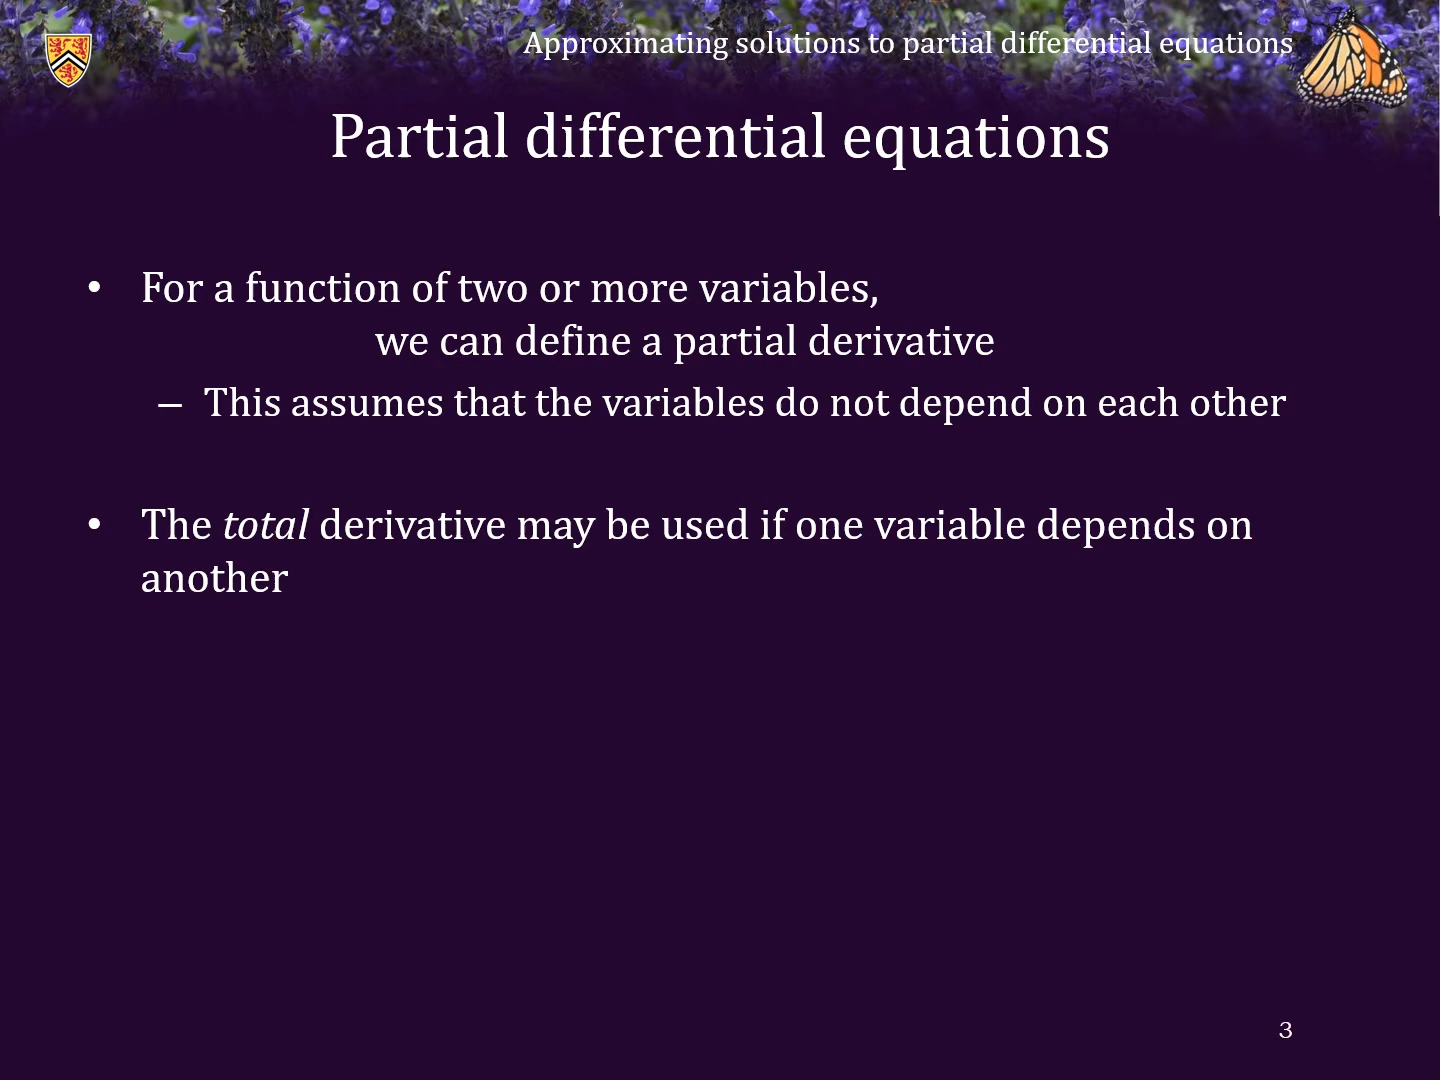 Approximating solutions to partial differential equations
Partial differential equations
• For a function of two or more variables,
we can define a partial derivative
– This assumes that the variables do not depend on each other
• The total derivative may be used if one variable depends on
another
3